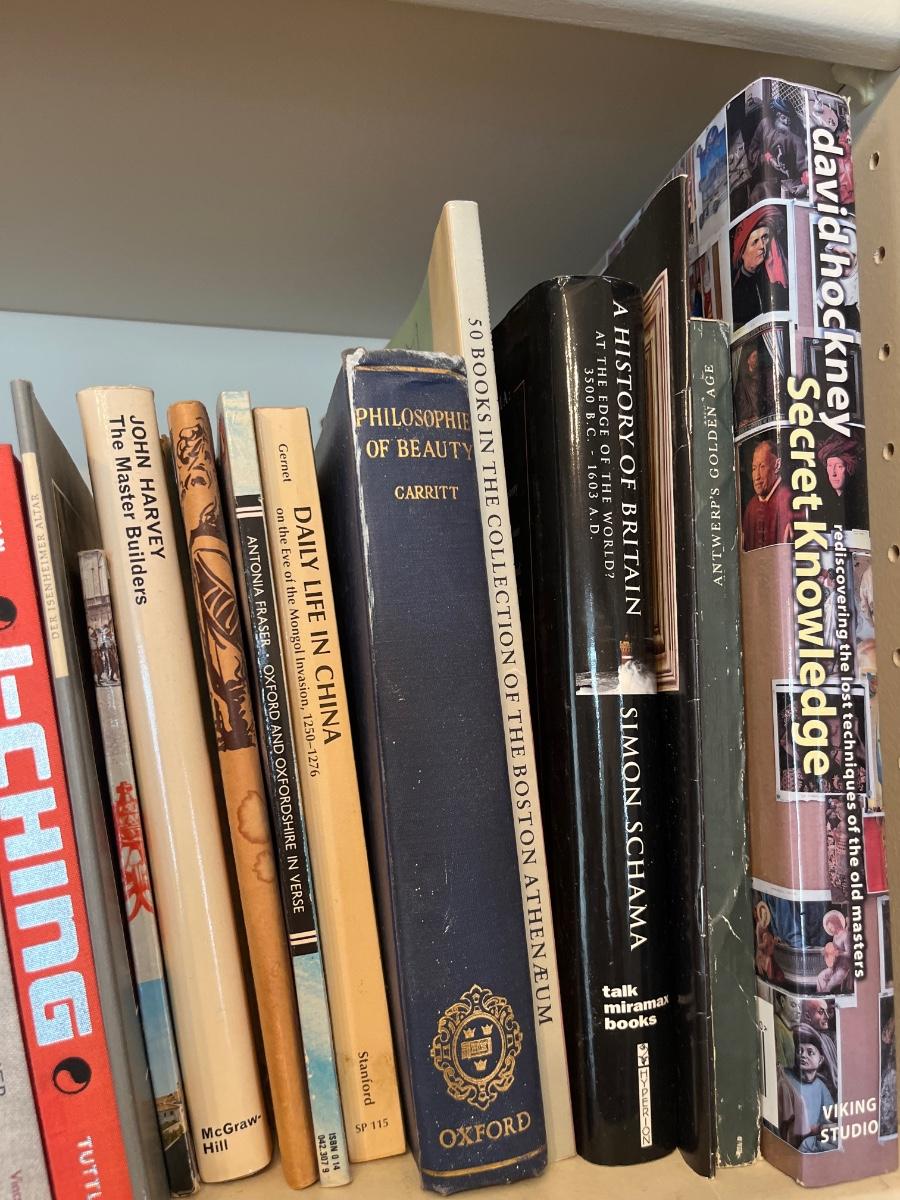 I-CHING
TUTT
DER ISENHEIMER ALTAR
JOHN HARVEY
The Master Builders
McGraw-
Hill
ANTONIA FRASER · OXFORD AND OXFORDSHIRE IN VERSE
ISBN 0 14
042 307 9
Gernet
DAILY LIFE IN CHINA
on the Eve of the Mongol Invasion, 1250–1276
Stanford
SP 115
PHILOSOPHIE
OF BEAUTY
CARRITT
OXFORD
50 BOOKS IN THE COLLECTION OF THE BOSTON ATHENÆUM
A HISTORY OF BRITAIN
AT THE EDGE OF THE WORLD?
3500 B.C. - 1603 A.D.
SIMON SCHAMA
talk
miramax
books
HYPERION
ANTWERP'S GOLDEN AGE
david hockney
Secret Knowledge
rediscovering the lost techniques of the old masters
VIKING
STUDIO